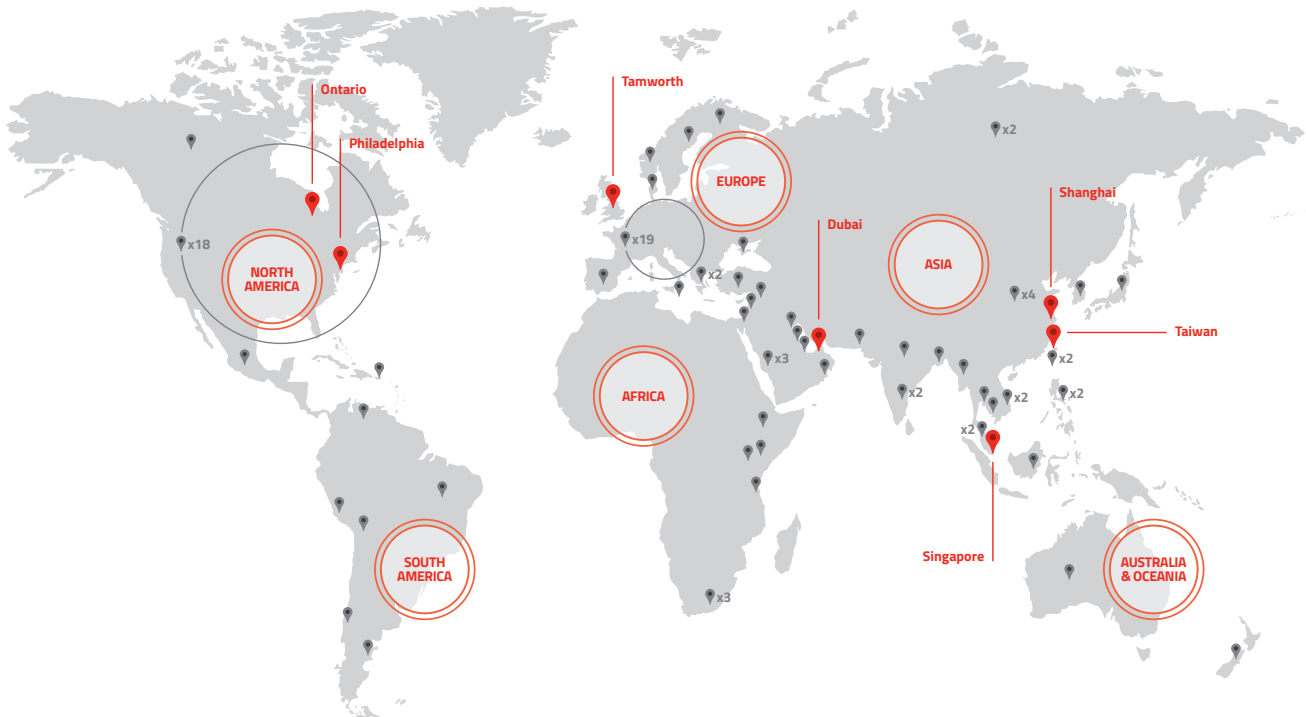 Ontario
Tamworth
Philadelphia
x2
EUROPE
Shanghai
Dubai
x18
x19
NORTH
AMERICA
ASIA
x2
x4
Taiwan
x3
x2
AFRICA
x2
x2
x2
x2
Singapore
SOUTH
AMERICA
AUSTRALIA
& OCEANIA
x3